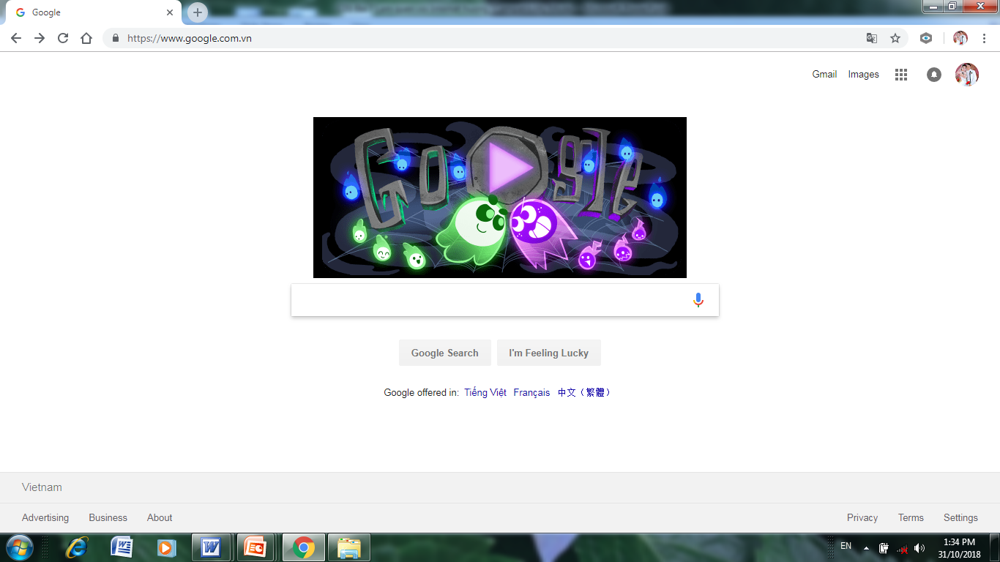 Google
https://www.google.com.vn
Gmail Images
Google
Google Search I'm Feeling Lucky
Google offered in: Tiếng Việt Français 中文（繁體）
Vietnam
Advertising Business About Privacy Terms Settings
EN 1:34 PM
31/10/2018